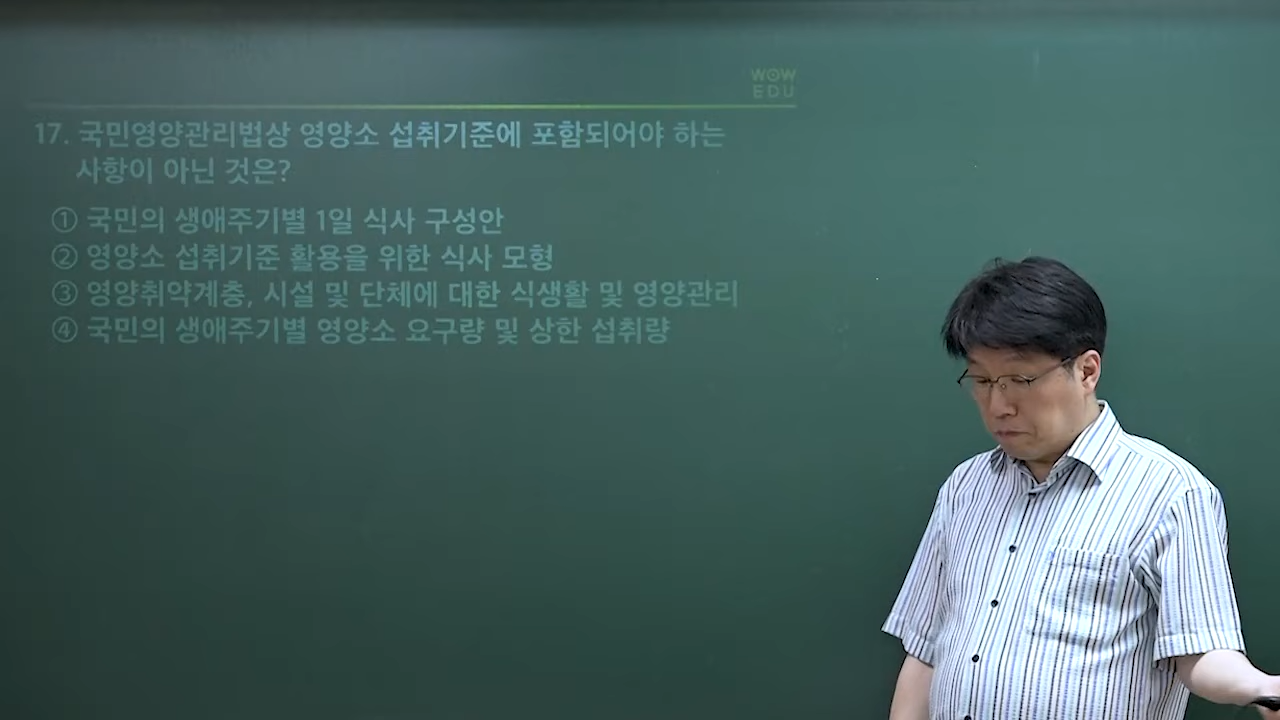 WOW
EDU
17. 국민영양관리법상 영양소 섭취기준에 포함되어야 하는
사항이 아닌 것은?
① 국민의 생애주기별 1일 식사 구성안
② 영양소 섭취기준 활용을 위한 식사 모형
③ 영양취약계층, 시설 및 단체에 대한 식생활 및 영양관리
④ 국민의 생애주기별 영양소 요구량 및 상한 섭취량